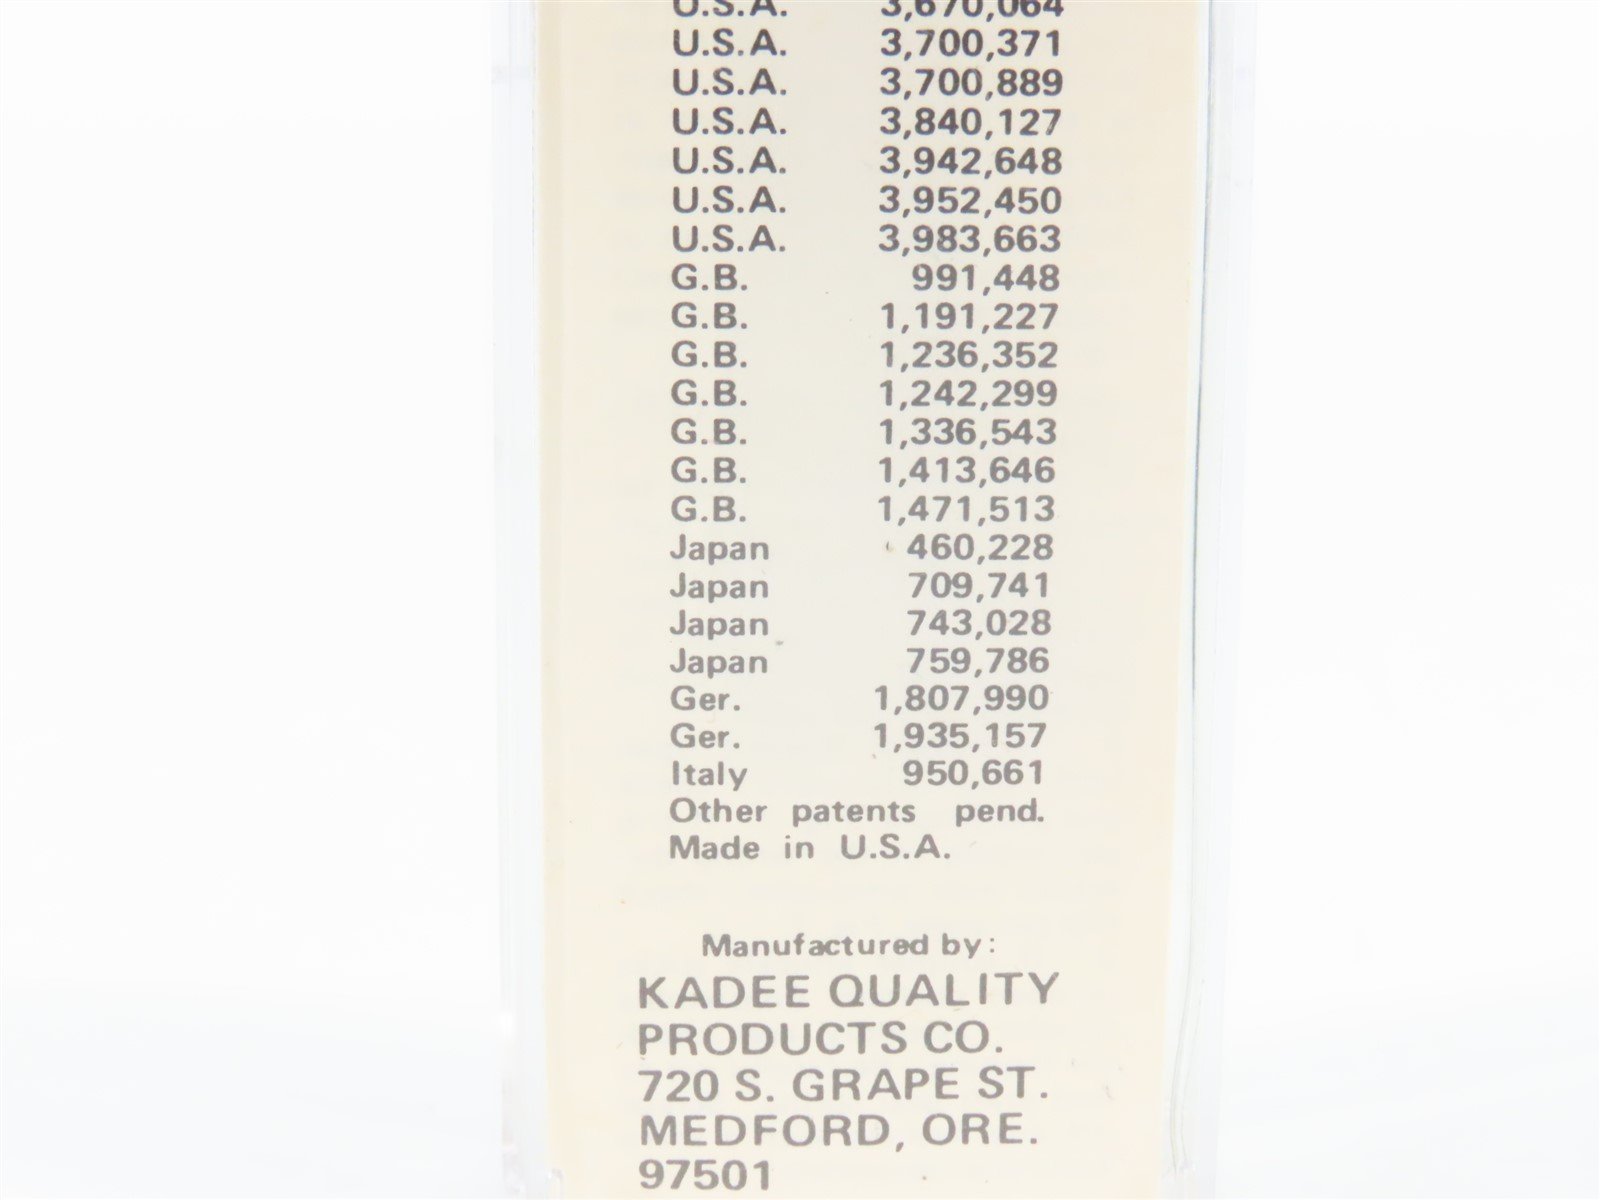 U.S.A. 3,670,064
U.S.A. 3,700,371
U.S.A. 3,700,889
U.S.A. 3,840,127
U.S.A. 3,942,648
U.S.A. 3,952,450
U.S.A. 3,983,663
G.B. 991,448
G.B. 1,191,227
G.B. 1,236,352
G.B. 1,242,299
G.B. 1,336,543
G.B. 1,413,646
G.B. 1,471,513
Japan 460,228
Japan 709,741
Japan 743,028
Japan 759,786
Ger. 1,807,990
Ger. 1,935,157
Italy 950,661
Other patents pend.
Made in U.S.A.
Manufactured by:
KADEE QUALITY
PRODUCTS CO.
720 S. GRAPE ST.
MEDFORD, ORE.
97501